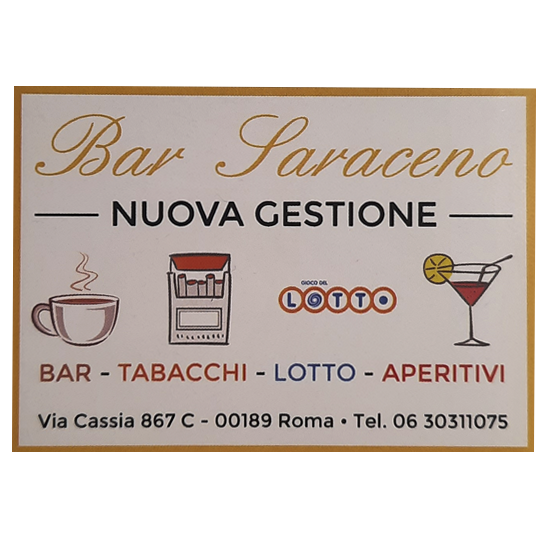 Bar Saraceno
NUOVA GESTIONE
GIOCO DEL
LOTTO
BAR - TABACCHI - LOTTO - APERITIVI
Via Cassia 867 C - 00189 Roma • Tel. 06 30311075